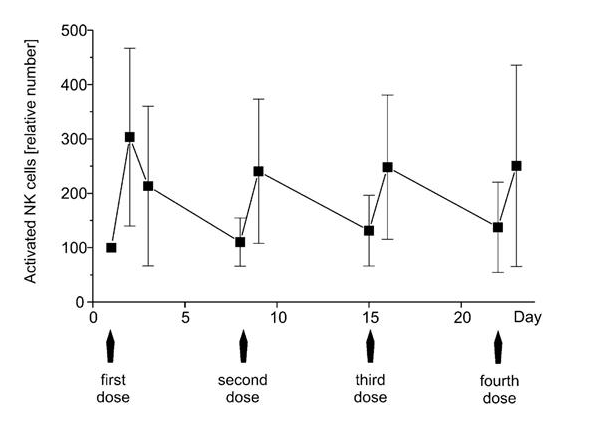 Activated NK cells [relative number]
500
400
300
200
100
0
0 5 10 15 20 Day
first dose
second dose
third dose
fourth dose